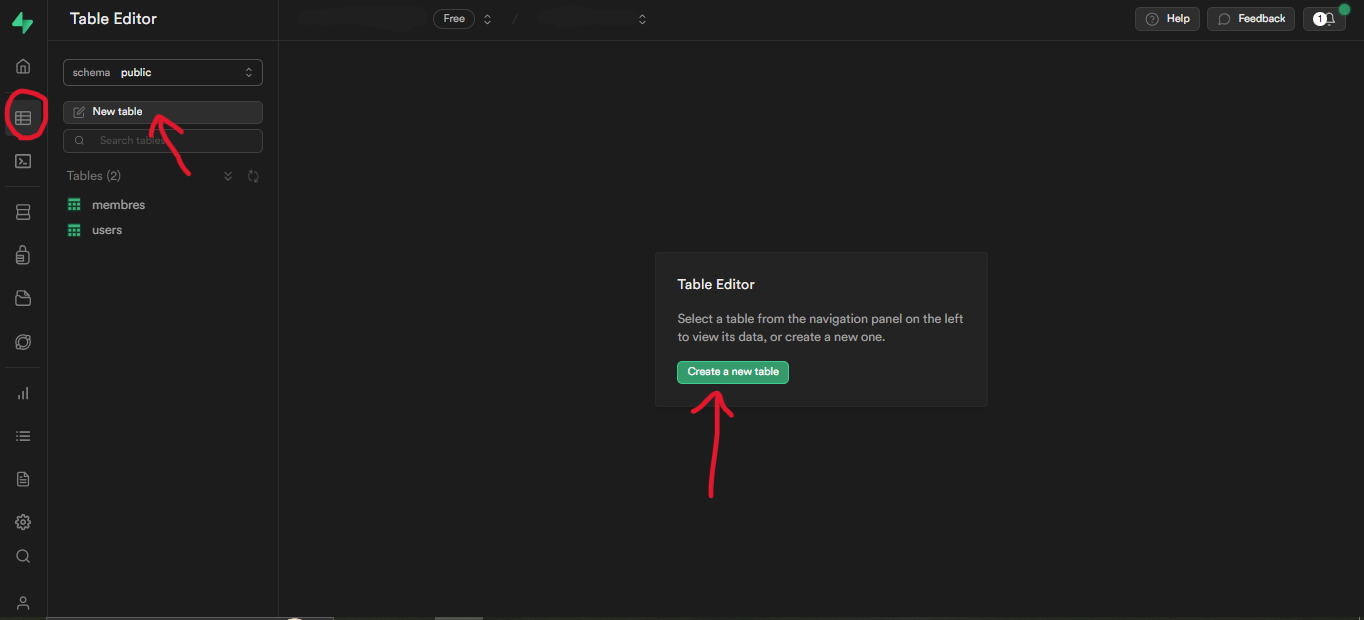 Table Editor
Free
/
Help
Feedback
1
schema public
New table
Search tables
Tables (2)
membres
users
Table Editor
Select a table from the navigation panel on the left
to view its data, or create a new one.
Create a new table